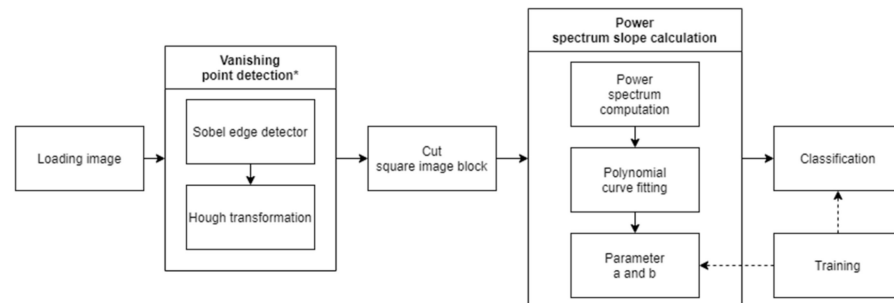 Loading image
Vanishing
point detection*
Sobel edge detector
Hough transformation
Cut
square image block
Power
spectrum slope calculation
Power
spectrum
computation
Polynomial
curve fitting
Parameter
a and b
Classification
Training